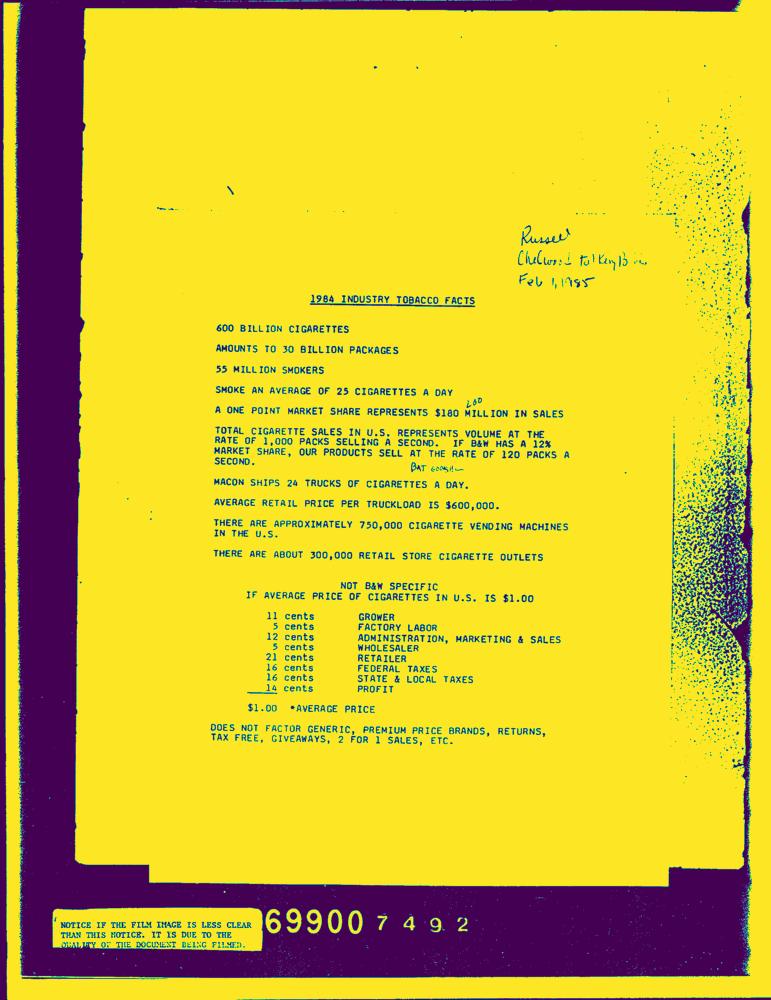 Russell
Feb 1, 1985
1984 INDUSTRY TOBACCO FACTS
600 BILLION CIGARETTES
AMOUNTS TO 30 BILLION PACKAGES
55 MILLION SMOKERS
SMOKE AN AVERAGE OF 25 CIGARETTES A DAY
200
A ONE POINT MARKET SHARE REPRESENTS $180 MILLION IN SALES
TOTAL CIGARETTE SALES IN U.S. REPRESENTS VOLUME AT THE
RATE OF 1,000 PACKS SELLING A SECOND. IF B&W HAS A 12%
MARKET SHARE, OUR PRODUCTS SELL AT THE RATE OF 120 PACKS A
SECOND.
BAT
MACON SHIPS 24 TRUCKS OF CIGARETTES A DAY.
AVERAGE RETAIL PRICE PER TRUCKLOAD IS $600,000.
THERE ARE APPROXIMATELY 750,000 CIGARETTE VENDING MACHINES
IN THE U.S.
THERE ARE ABOUT 300,000 RETAIL STORE CIGARETTE OUTLETS
NOT B&W SPECIFIC
IF AVERAGE PRICE OF CIGARETTES IN U.S. IS $1.00
11 cents GROWER
5 cents FACTORY LABOR
12 cents ADMINISTRATION, MARKETING & SALES
5 cents WHOLESALER
21 cents RETAILER
16 cents FEDERAL TAXES
16 cents STATE & LOCAL TAXES
14 cents PROFIT
$1.00 *AVERAGE PRICE
DOES NOT FACTOR GENERIC, PREMIUM PRICE BRANDS, RETURNS,
TAX FREE, GIVEAWAYS, 2 FOR 1 SALES, ETC.
NOTICE IF THE FILM IMAGE IS LESS CLEAR
THAN THIS NOTICE. IT IS DUE TO THE
QUALITY OF THE DOCUMENT BEING FILMED.
69900 7492